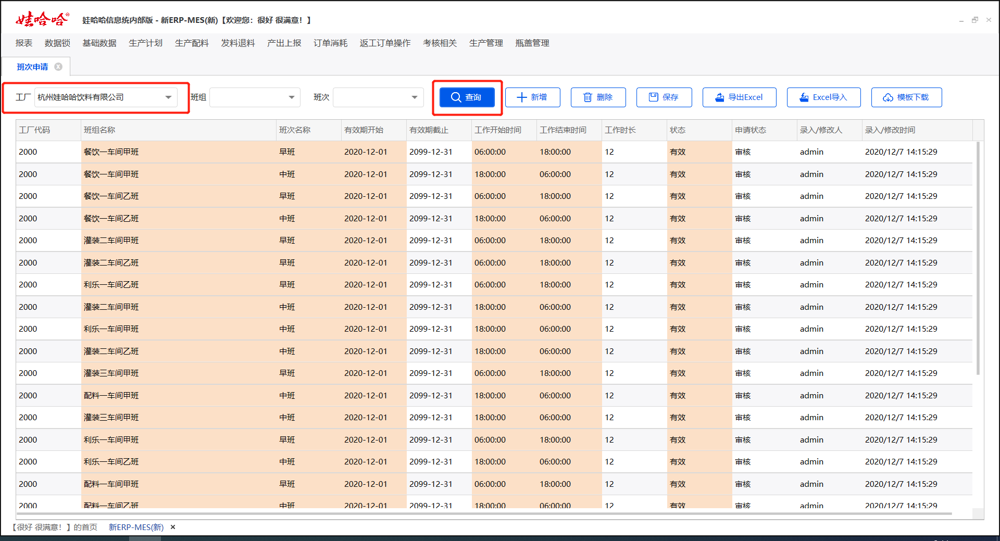 娃哈哈®
娃哈哈信息统内部版 - 新ERP-MES(新)【欢迎您：很好 很满意！】
报表 数据锁 基础数据 生产计划 生产配料 发料退料 产出上报 订单消耗 返工订单操作 考核相关 生产管理 瓶盖管理
班次申请
工厂 杭州娃哈哈饮料有限公司 班组 班次 查询 新增 删除 保存 导出Excel Excel导入 模板下载
工厂代码 班组名称 班次名称 有效期开始 有效期截止 工作开始时间 工作结束时间 工作时长 状态 申请状态 录入/修改人 录入/修改时间
2000 餐饮一车间甲班 早班 2020-12-01 2099-12-31 06:00:00 18:00:00 12 有效 审核 admin 2020/12/7 14:15:29
2000 餐饮一车间甲班 中班 2020-12-01 2099-12-31 18:00:00 06:00:00 12 有效 审核 admin 2020/12/7 14:15:29
2000 餐饮一车间乙班 早班 2020-12-01 2099-12-31 06:00:00 18:00:00 12 有效 审核 admin 2020/12/7 14:15:29
2000 餐饮一车间乙班 中班 2020-12-01 2099-12-31 18:00:00 06:00:00 12 有效 审核 admin 2020/12/7 14:15:29
2000 灌装二车间甲班 早班 2020-12-01 2099-12-31 06:00:00 18:00:00 12 有效 审核 admin 2020/12/7 14:15:29
2000 灌装二车间乙班 早班 2020-12-01 2099-12-31 06:00:00 18:00:00 12 有效 审核 admin 2020/12/7 14:15:29
2000 利乐一车间乙班 早班 2020-12-01 2099-12-31 06:00:00 18:00:00 12 有效 审核 admin 2020/12/7 14:15:29
2000 灌装二车间甲班 中班 2020-12-01 2099-12-31 18:00:00 06:00:00 12 有效 审核 admin 2020/12/7 14:15:29
2000 利乐一车间甲班 中班 2020-12-01 2099-12-31 18:00:00 06:00:00 12 有效 审核 admin 2020/12/7 14:15:29
2000 灌装二车间乙班 中班 2020-12-01 2099-12-31 18:00:00 06:00:00 12 有效 审核 admin 2020/12/7 14:15:29
2000 灌装三车间甲班 早班 2020-12-01 2099-12-31 06:00:00 18:00:00 12 有效 审核 admin 2020/12/7 14:15:29
2000 配料一车间甲班 中班 2020-12-01 2099-12-31 18:00:00 06:00:00 12 有效 审核 admin 2020/12/7 14:15:29
2000 灌装三车间甲班 中班 2020-12-01 2099-12-31 18:00:00 06:00:00 12 有效 审核 admin 2020/12/7 14:15:29
2000 利乐一车间甲班 早班 2020-12-01 2099-12-31 06:00:00 18:00:00 12 有效 审核 admin 2020/12/7 14:15:29
2000 利乐一车间乙班 中班 2020-12-01 2099-12-31 18:00:00 06:00:00 12 有效 审核 admin 2020/12/7 14:15:29
2000 配料一车间甲班 早班 2020-12-01 2099-12-31 06:00:00 18:00:00 12 有效 审核 admin 2020/12/7 14:15:29
2000 配料一车间乙班 中班 2020-12-01 2099-12-31 18:00:00 06:00:00 12 有效 审核 admin 2020/12/7 14:15:29
【很好 很满意！】的首页 新ERP-MES(新)